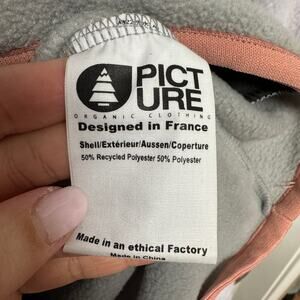 PICT
URE
ORGANIC CLOTHING
Designed in France
Shell/Extérieur/Aussen/Coperture
50% Recycled Polyester 50% Polyester
Made in an ethical Factory
Made in China